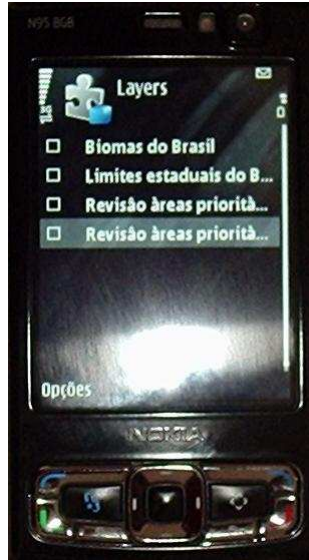 N95 8GB
Layers
Biomas do Brasil
Limites estaduais do B...
Revisão àreas priorità...
Revisão àreas priorità...
Opções
NOKIA